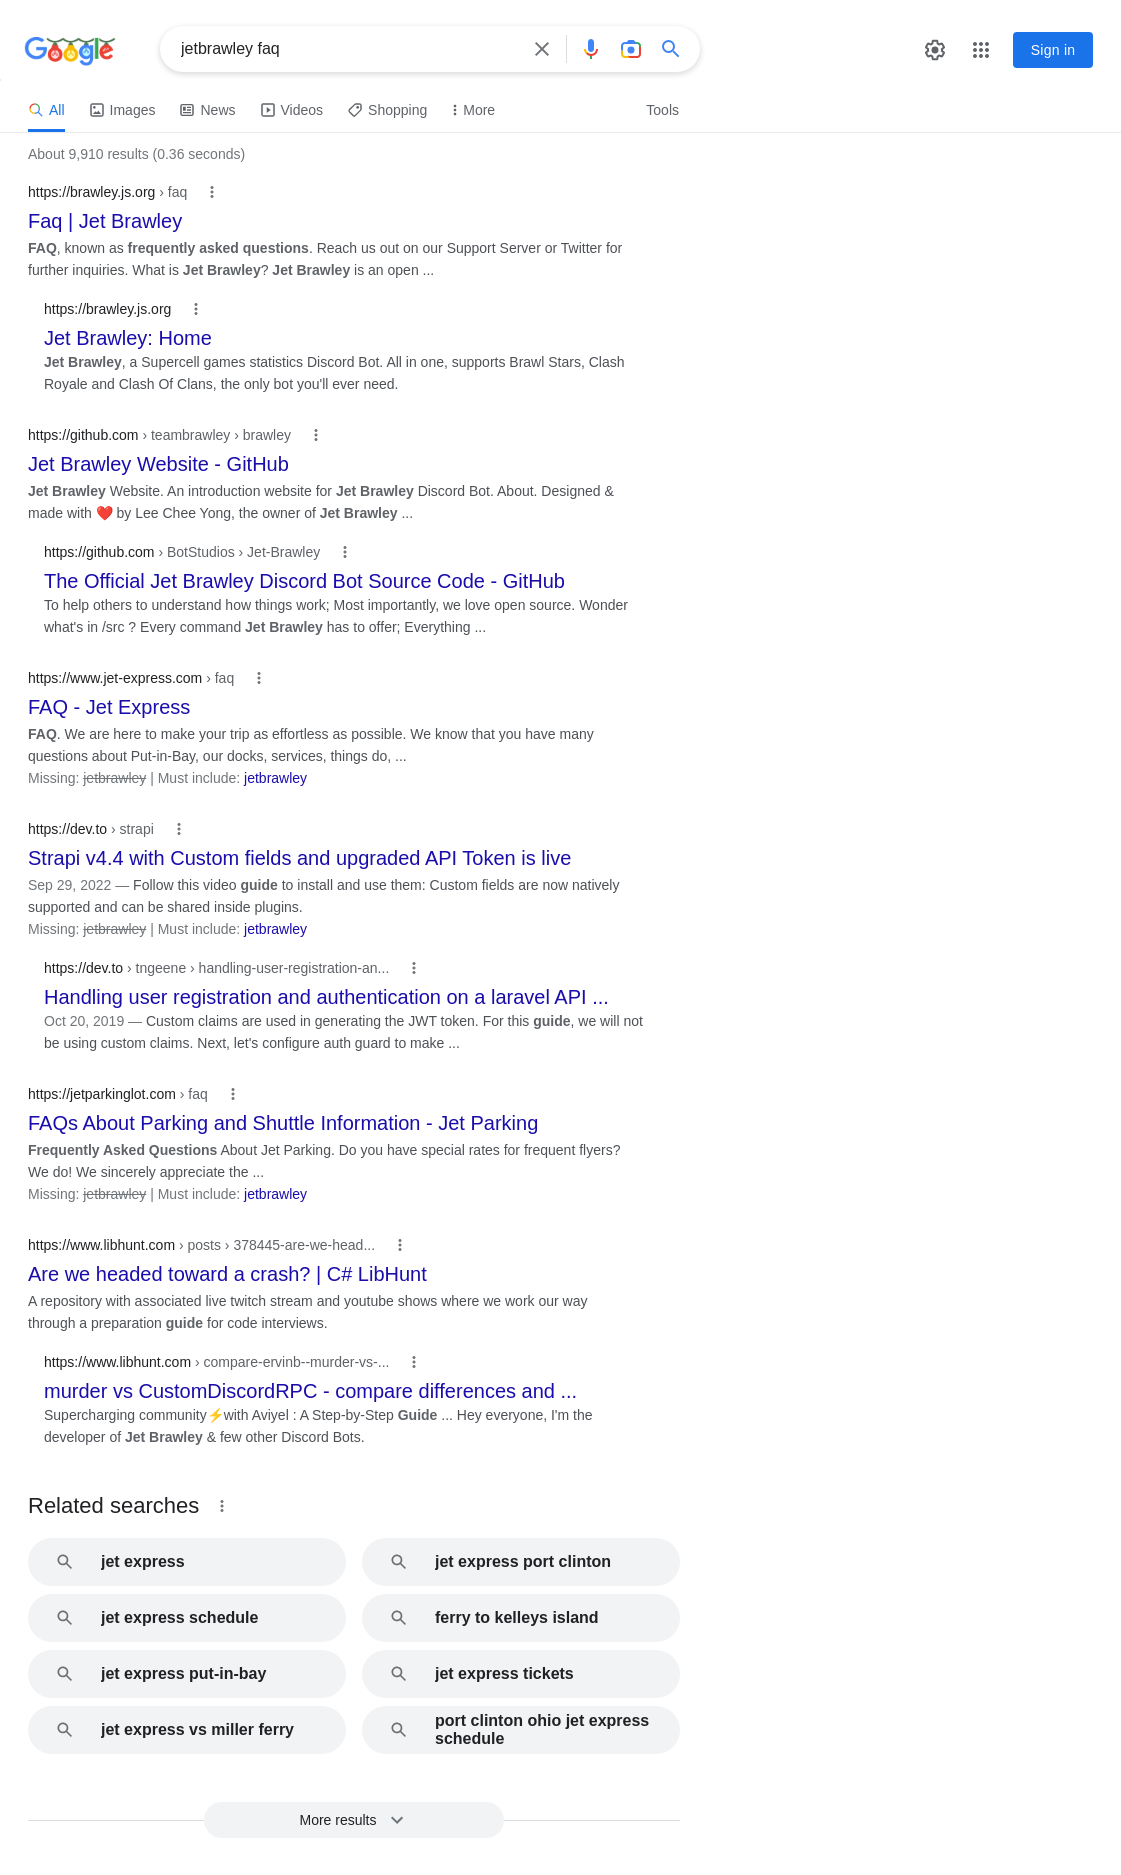 Google
jetbrawley faq
Sign in
All
Images
News
Videos
Shopping
More
Tools
About 9,910 results (0.36 seconds)
https://brawley.js.org › faq
Faq | Jet Brawley
FAQ, known as frequently asked questions. Reach us out on our Support Server or Twitter for
further inquiries. What is Jet Brawley? Jet Brawley is an open ...
https://brawley.js.org
Jet Brawley: Home
Jet Brawley, a Supercell games statistics Discord Bot. All in one, supports Brawl Stars, Clash
Royale and Clash Of Clans, the only bot you'll ever need.
https://github.com › teambrawley › brawley
Jet Brawley Website - GitHub
Jet Brawley Website. An introduction website for Jet Brawley Discord Bot. About. Designed &
made with ❤️ by Lee Chee Yong, the owner of Jet Brawley ...
https://github.com › BotStudios › Jet-Brawley
The Official Jet Brawley Discord Bot Source Code - GitHub
To help others to understand how things work; Most importantly, we love open source. Wonder
what's in /src ? Every command Jet Brawley has to offer; Everything ...
https://www.jet-express.com › faq
FAQ - Jet Express
FAQ. We are here to make your trip as effortless as possible. We know that you have many
questions about Put-in-Bay, our docks, services, things do, ...
Missing: jetbrawley | Must include: jetbrawley
https://dev.to › strapi
Strapi v4.4 with Custom fields and upgraded API Token is live
Sep 29, 2022 — Follow this video guide to install and use them: Custom fields are now natively
supported and can be shared inside plugins.
Missing: jetbrawley | Must include: jetbrawley
https://dev.to › tngeene › handling-user-registration-an...
Handling user registration and authentication on a laravel API ...
Oct 20, 2019 — Custom claims are used in generating the JWT token. For this guide, we will not
be using custom claims. Next, let's configure auth guard to make ...
https://jetparkinglot.com › faq
FAQs About Parking and Shuttle Information - Jet Parking
Frequently Asked Questions About Jet Parking. Do you have special rates for frequent flyers?
We do! We sincerely appreciate the ...
Missing: jetbrawley | Must include: jetbrawley
https://www.libhunt.com › posts › 378445-are-we-head...
Are we headed toward a crash? | C# LibHunt
A repository with associated live twitch stream and youtube shows where we work our way
through a preparation guide for code interviews.
https://www.libhunt.com › compare-ervinb--murder-vs-...
murder vs CustomDiscordRPC - compare differences and ...
Supercharging community⚡with Aviyel : A Step-by-Step Guide ... Hey everyone, I'm the
developer of Jet Brawley & few other Discord Bots.
Related searches
jet express
jet express port clinton
jet express schedule
ferry to kelleys island
jet express put-in-bay
jet express tickets
jet express vs miller ferry
port clinton ohio jet express
schedule
More results